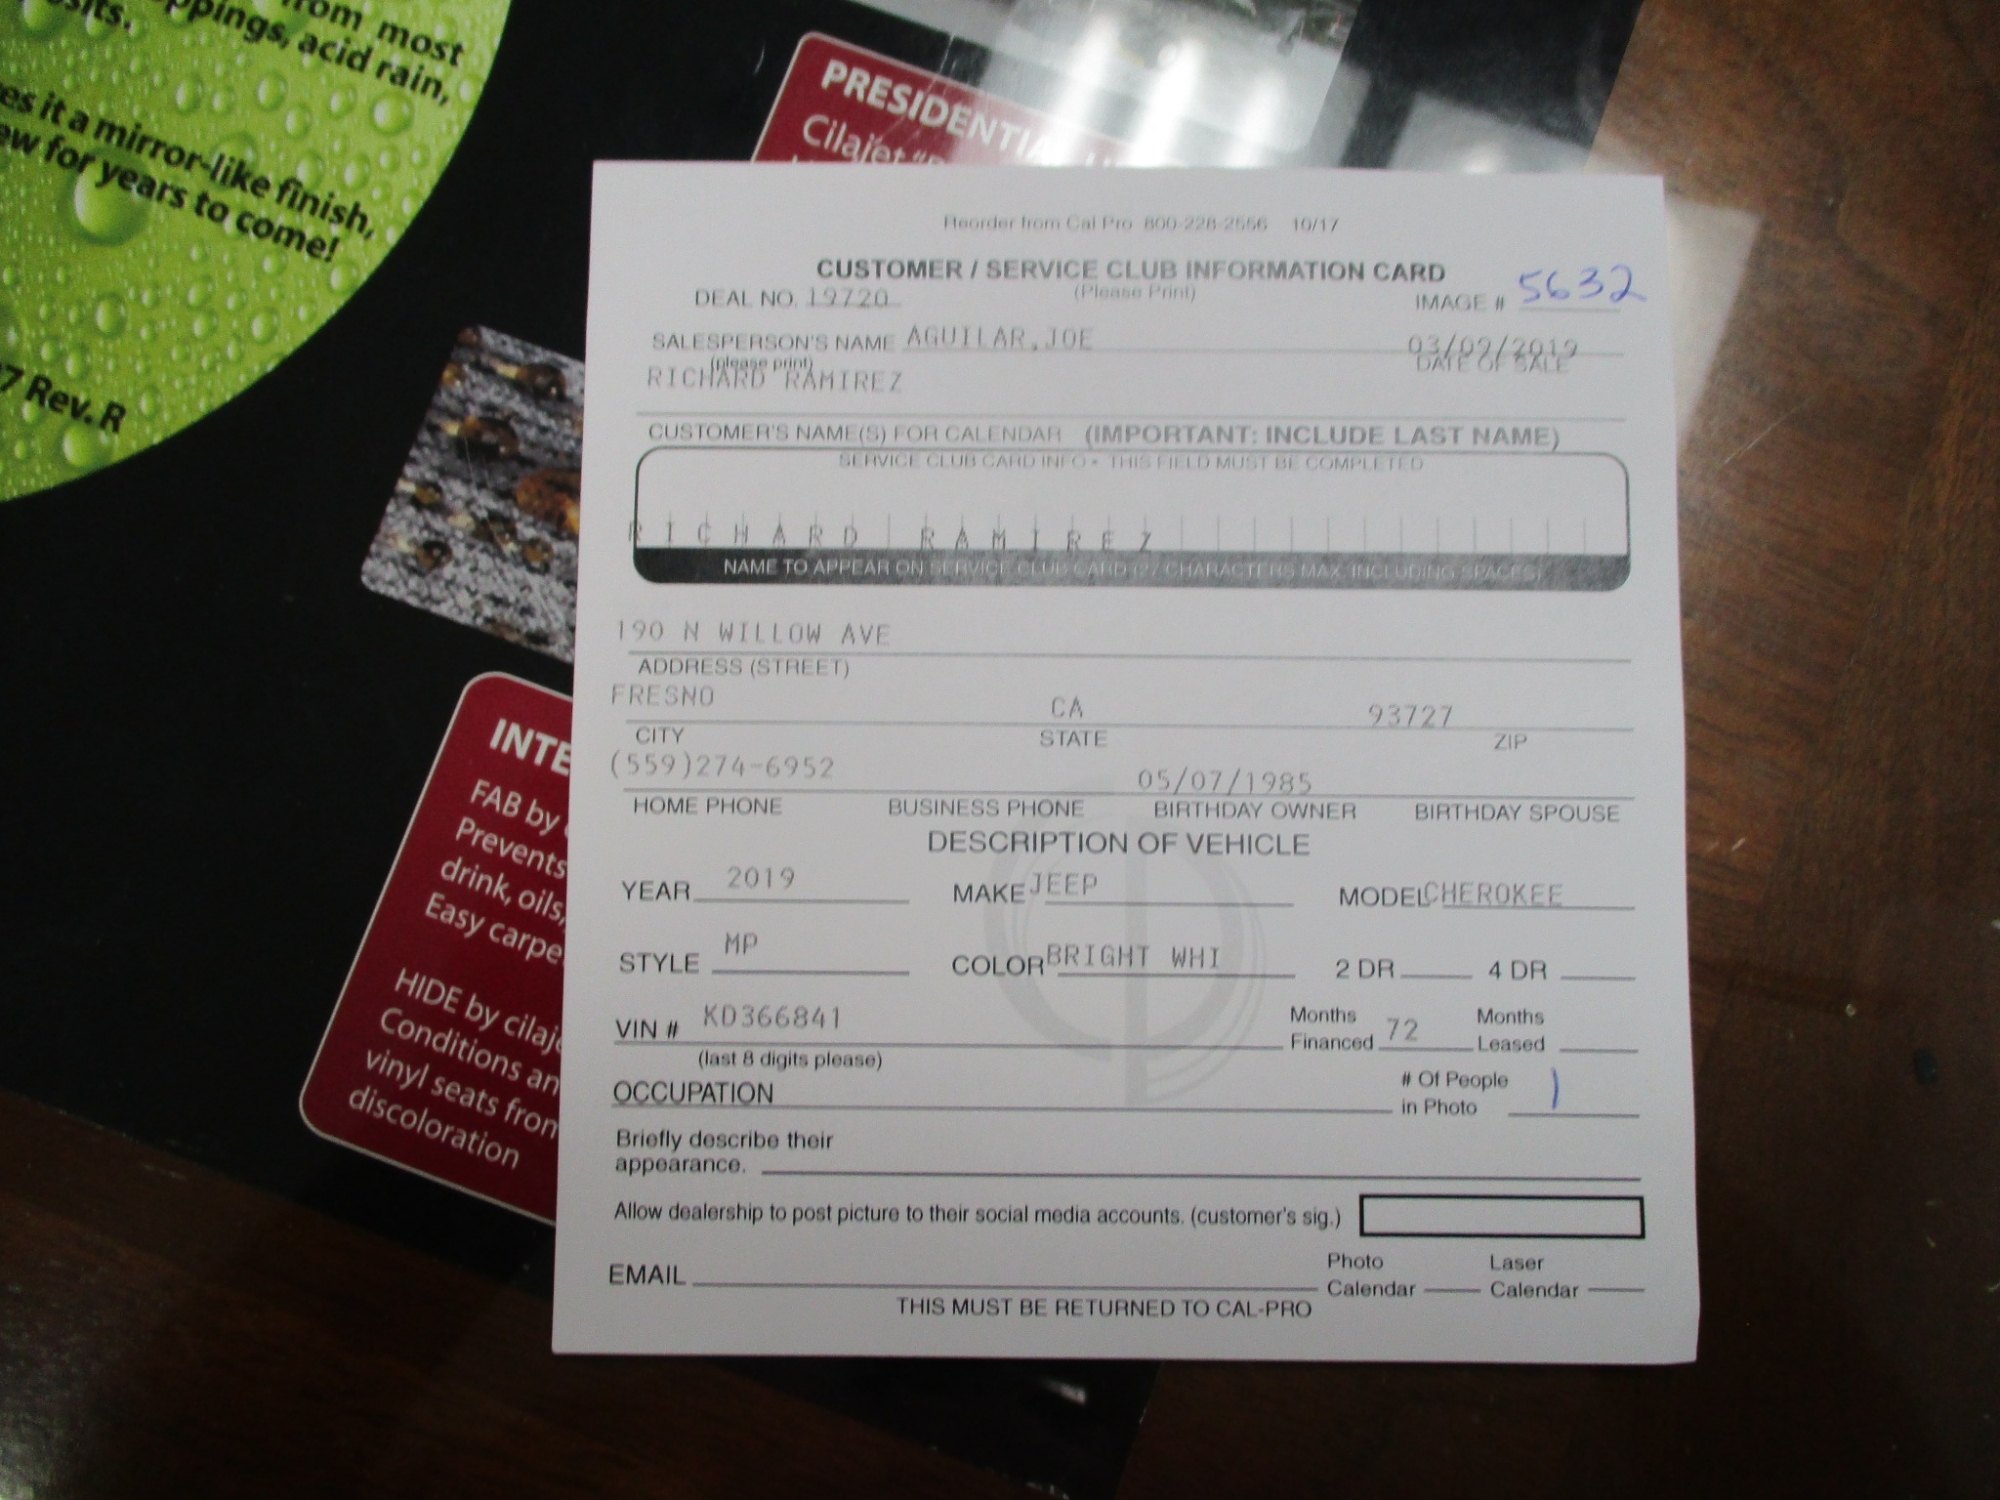 rom most
sits.
ppings, acid rain,
es it a mirror-like finish,
ew for years to come!
7 Rev. R
PRESIDENTIAL
Cilajet
INTE
FAB by
Prevents
drink, oils,
Easy carpe
HIDE by cilaje
Conditions an
vinyl seats from
discoloration
Reorder from Cal Pro 800-228-2556 10/17
CUSTOMER / SERVICE CLUB INFORMATION CARD
(Please Print)
DEAL NO. 19720
IMAGE # 5632
SALESPERSON'S NAME AGUILAR,JOE
(please print)
03/09/2019
DATE OF SALE
RICHARD RAMIREZ
CUSTOMER'S NAME(S) FOR CALENDAR (IMPORTANT: INCLUDE LAST NAME)
SERVICE CLUB CARD INFO • THIS FIELD MUST BE COMPLETED
RICHARD RAMIREZ
NAME TO APPEAR ON SERVICE CLUB CARD (27 CHARACTERS MAX. INCLUDING SPACES)
190 N WILLOW AVE
ADDRESS (STREET)
FRESNO CA 93727
CITY STATE ZIP
(559)274-6952 05/07/1985
HOME PHONE BUSINESS PHONE BIRTHDAY OWNER BIRTHDAY SPOUSE
DESCRIPTION OF VEHICLE
YEAR 2019 MAKE JEEP MODEL CHEROKEE
STYLE MP COLOR BRIGHT WHI 2 DR 4 DR
VIN # KD366841 Months Financed 72 Months Leased
(last 8 digits please)
OCCUPATION # Of People in Photo 1
Briefly describe their
appearance.
Allow dealership to post picture to their social media accounts. (customer's sig.)
EMAIL Photo Calendar Laser Calendar
THIS MUST BE RETURNED TO CAL-PRO